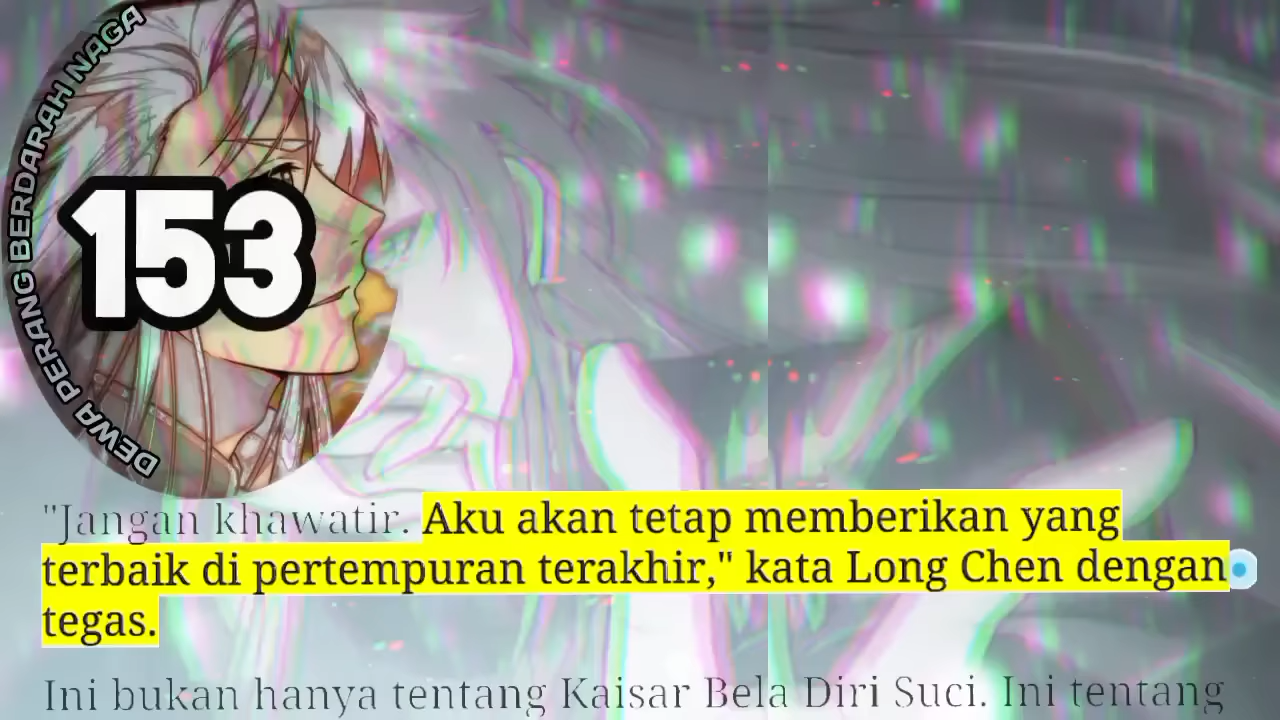 DEWA PERANG BERDARAH NAGA
153
"Jangan khawatir. Aku akan tetap memberikan yang
terbaik di pertempuran terakhir," kata Long Chen dengan
tegas.
Ini bukan hanya tentang Kaisar Bela Diri Suci. Ini tentang